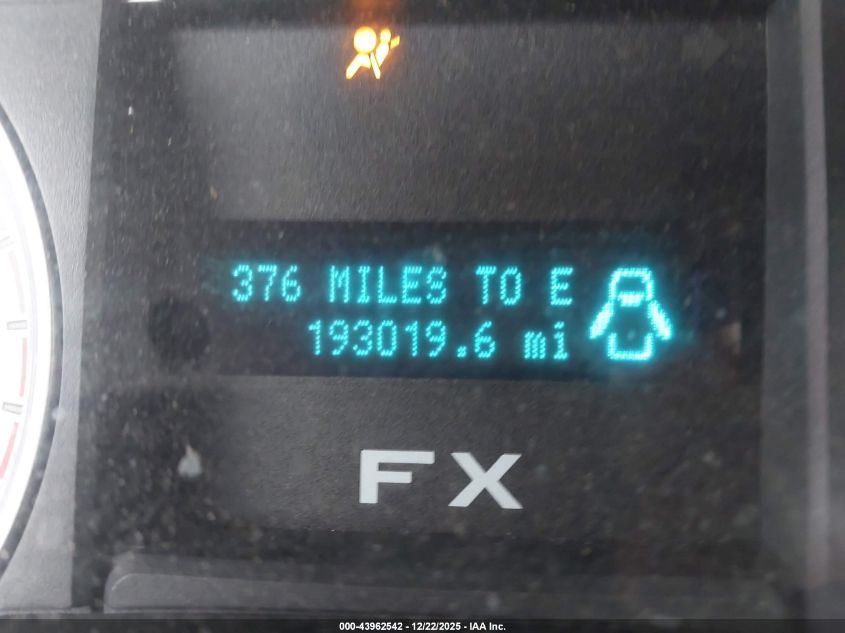 376 MILES TO E
193019.6 mi
FX
000-43962542 - 12/22/2025 - IAA Inc.